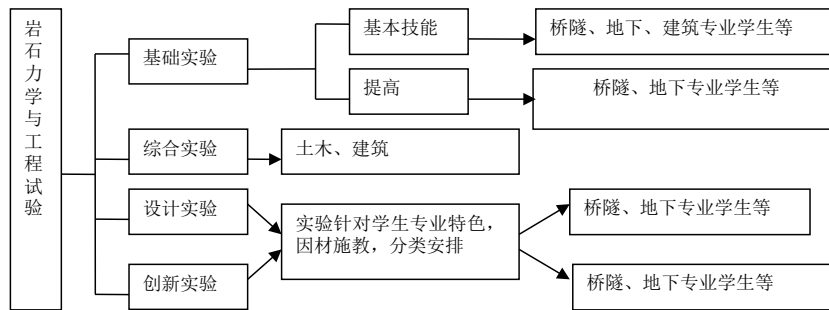 岩石力学与工程试验
基础实验
基本技能
桥隧、地下、建筑专业学生等
提高
桥隧、地下专业学生等
综合实验
土木、建筑
设计实验
创新实验
实验针对学生专业特色，
因材施教，分类安排
桥隧、地下专业学生等
桥隧、地下专业学生等